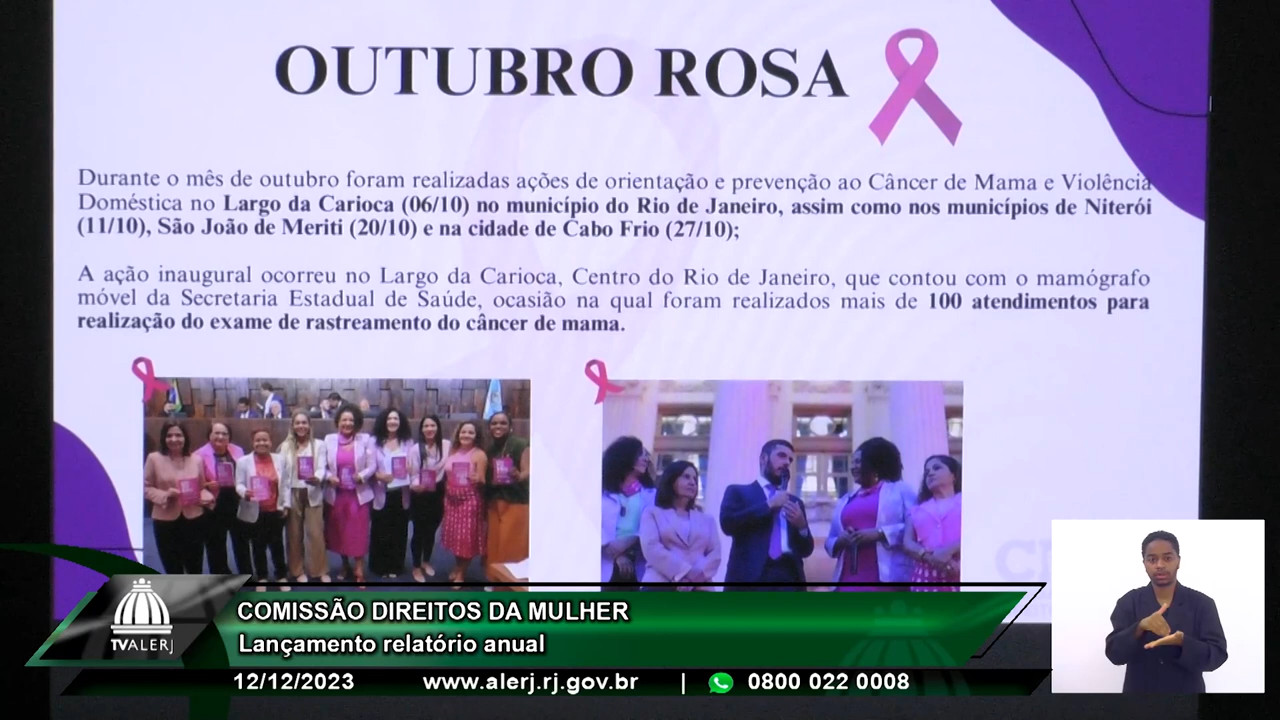 OUTUBRO ROSA
Durante o mês de outubro foram realizadas ações de orientação e prevenção ao Câncer de Mama e Violência
Doméstica no Largo da Carioca (06/10) no município do Rio de Janeiro, assim como nos municípios de Niterói
(11/10), São João de Meriti (20/10) e na cidade de Cabo Frio (27/10);
A ação inaugural ocorreu no Largo da Carioca, Centro do Rio de Janeiro, que contou com o mamógrafo
móvel da Secretaria Estadual de Saúde, ocasião na qual foram realizados mais de 100 atendimentos para
realização do exame de rastreamento do câncer de mama.
COMISSÃO DIREITOS DA MULHER
Lançamento relatório anual
TVALERJ
12/12/2023 www.alerj.rj.gov.br | 0800 022 0008